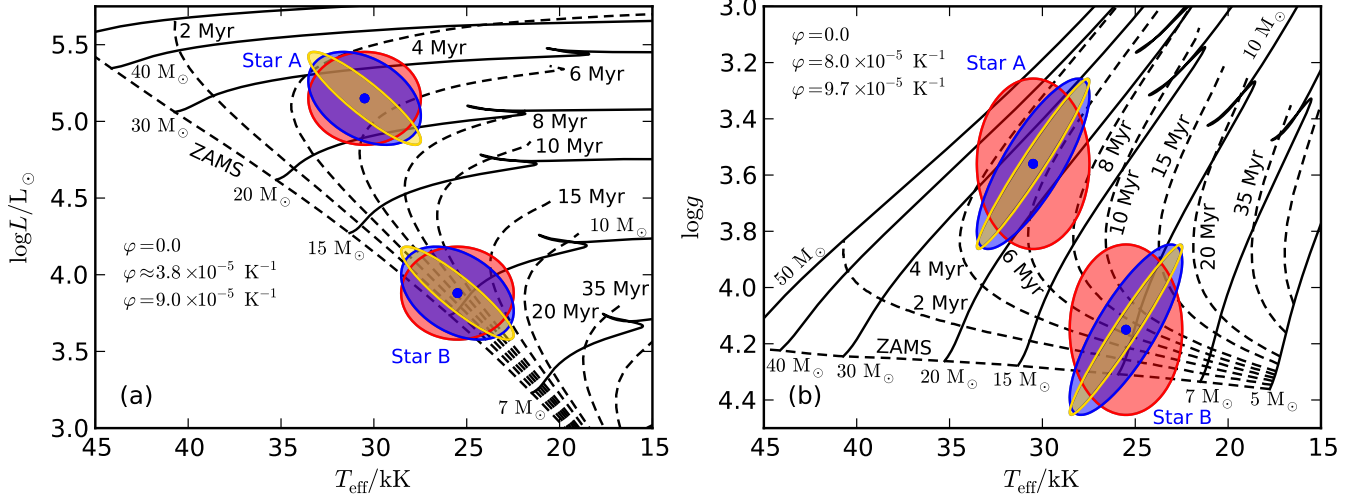 5.5
5.0
4.5
4.0
3.5
3.0
logL/L⊙
45
40
35
30
25
20
15
T_eff/kK
2 Myr
4 Myr
6 Myr
8 Myr
10 Myr
15 Myr
20 Myr
35 Myr
40 M⊙
30 M⊙
20 M⊙
15 M⊙
10 M⊙
7 M⊙
ZAMS
Star A
Star B
φ=0.0
φ≈3.8×10⁻⁵ K⁻¹
φ=9.0×10⁻⁵ K⁻¹
(a)
3.0
3.2
3.4
3.6
3.8
4.0
4.2
4.4
logg
45
40
35
30
25
20
15
T_eff/kK
φ=0.0
φ=8.0×10⁻⁵ K⁻¹
φ=9.7×10⁻⁵ K⁻¹
Star A
Star B
10 M⊙
50 M⊙
40 M⊙
30 M⊙
20 M⊙
15 M⊙
7 M⊙
5 M⊙
ZAMS
2 Myr
4 Myr
6 Myr
8 Myr
10 Myr
15 Myr
20 Myr
35 Myr
(b)